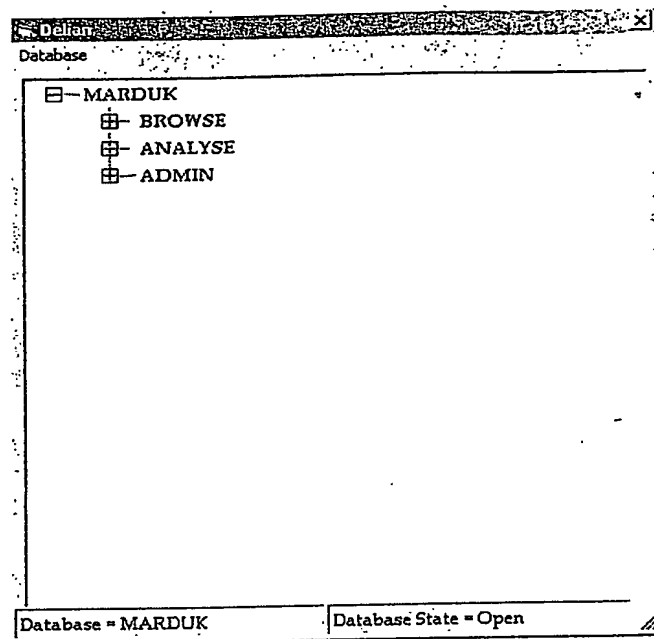 Delian
Database
MARDUK
BROWSE
ANALYSE
ADMIN
Database = MARDUK
Database State = Open